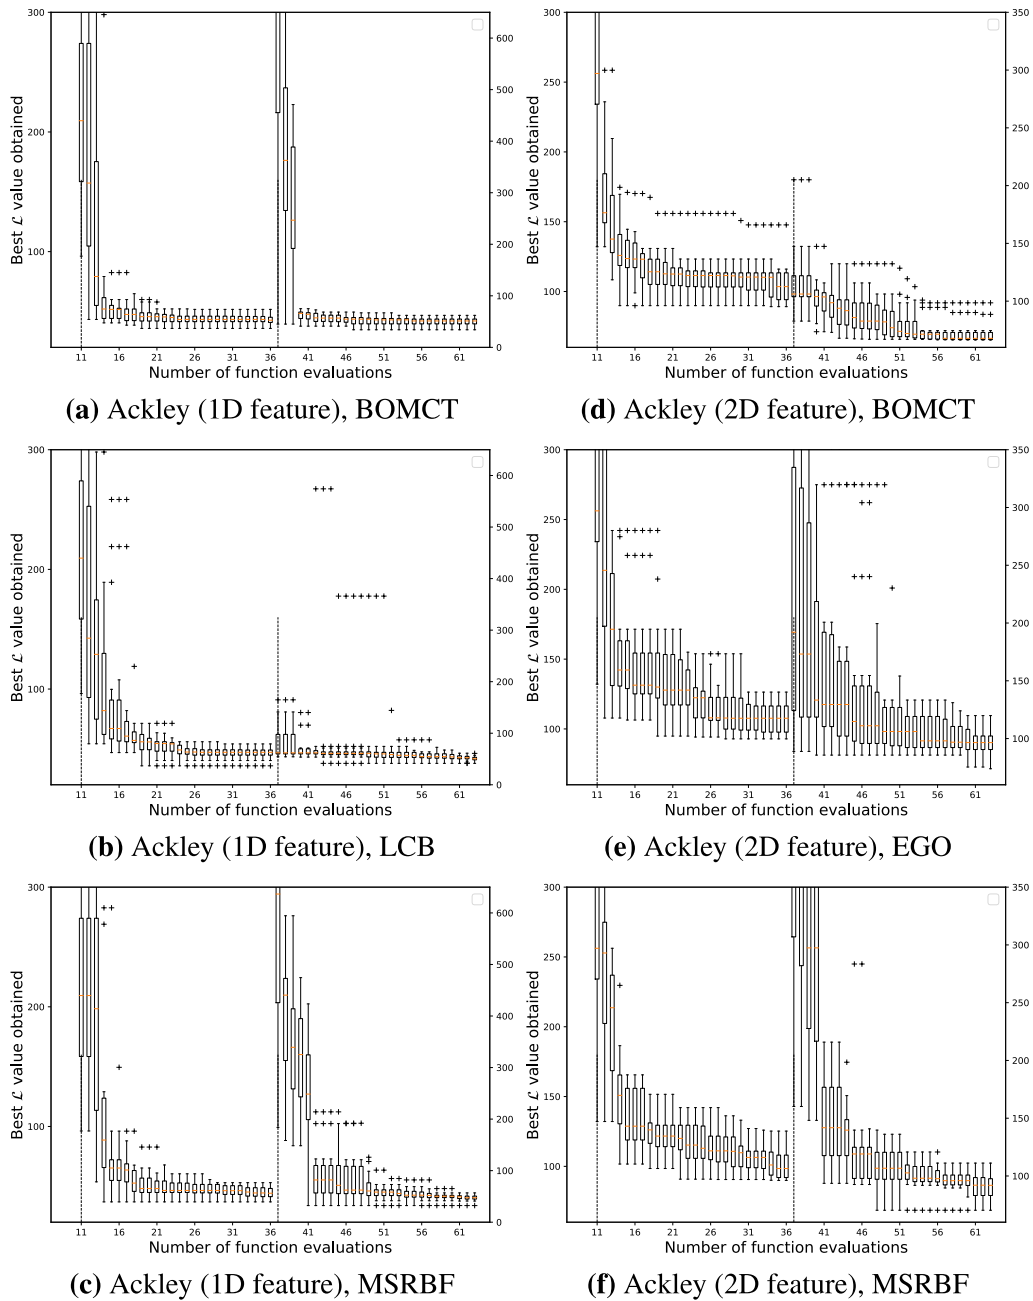 300
200
100
600
500
400
300
200
100
0
11 16 21 26 31 36 41 46 51 56 61
Best ℒ value obtained
Number of function evaluations
(a) Ackley (1D feature), BOMCT
300
250
200
150
100
350
300
250
200
150
100
11 16 21 26 31 36 41 46 51 56 61
Best ℒ value obtained
Number of function evaluations
(d) Ackley (2D feature), BOMCT
300
200
100
600
500
400
300
200
100
0
11 16 21 26 31 36 41 46 51 56 61
Best ℒ value obtained
Number of function evaluations
(b) Ackley (1D feature), LCB
300
250
200
150
100
350
300
250
200
150
100
11 16 21 26 31 36 41 46 51 56 61
Best ℒ value obtained
Number of function evaluations
(e) Ackley (2D feature), EGO
300
200
100
600
500
400
300
200
100
0
11 16 21 26 31 36 41 46 51 56 61
Best ℒ value obtained
Number of function evaluations
(c) Ackley (1D feature), MSRBF
300
250
200
150
100
350
300
250
200
150
100
11 16 21 26 31 36 41 46 51 56 61
Best ℒ value obtained
Number of function evaluations
(f) Ackley (2D feature), MSRBF